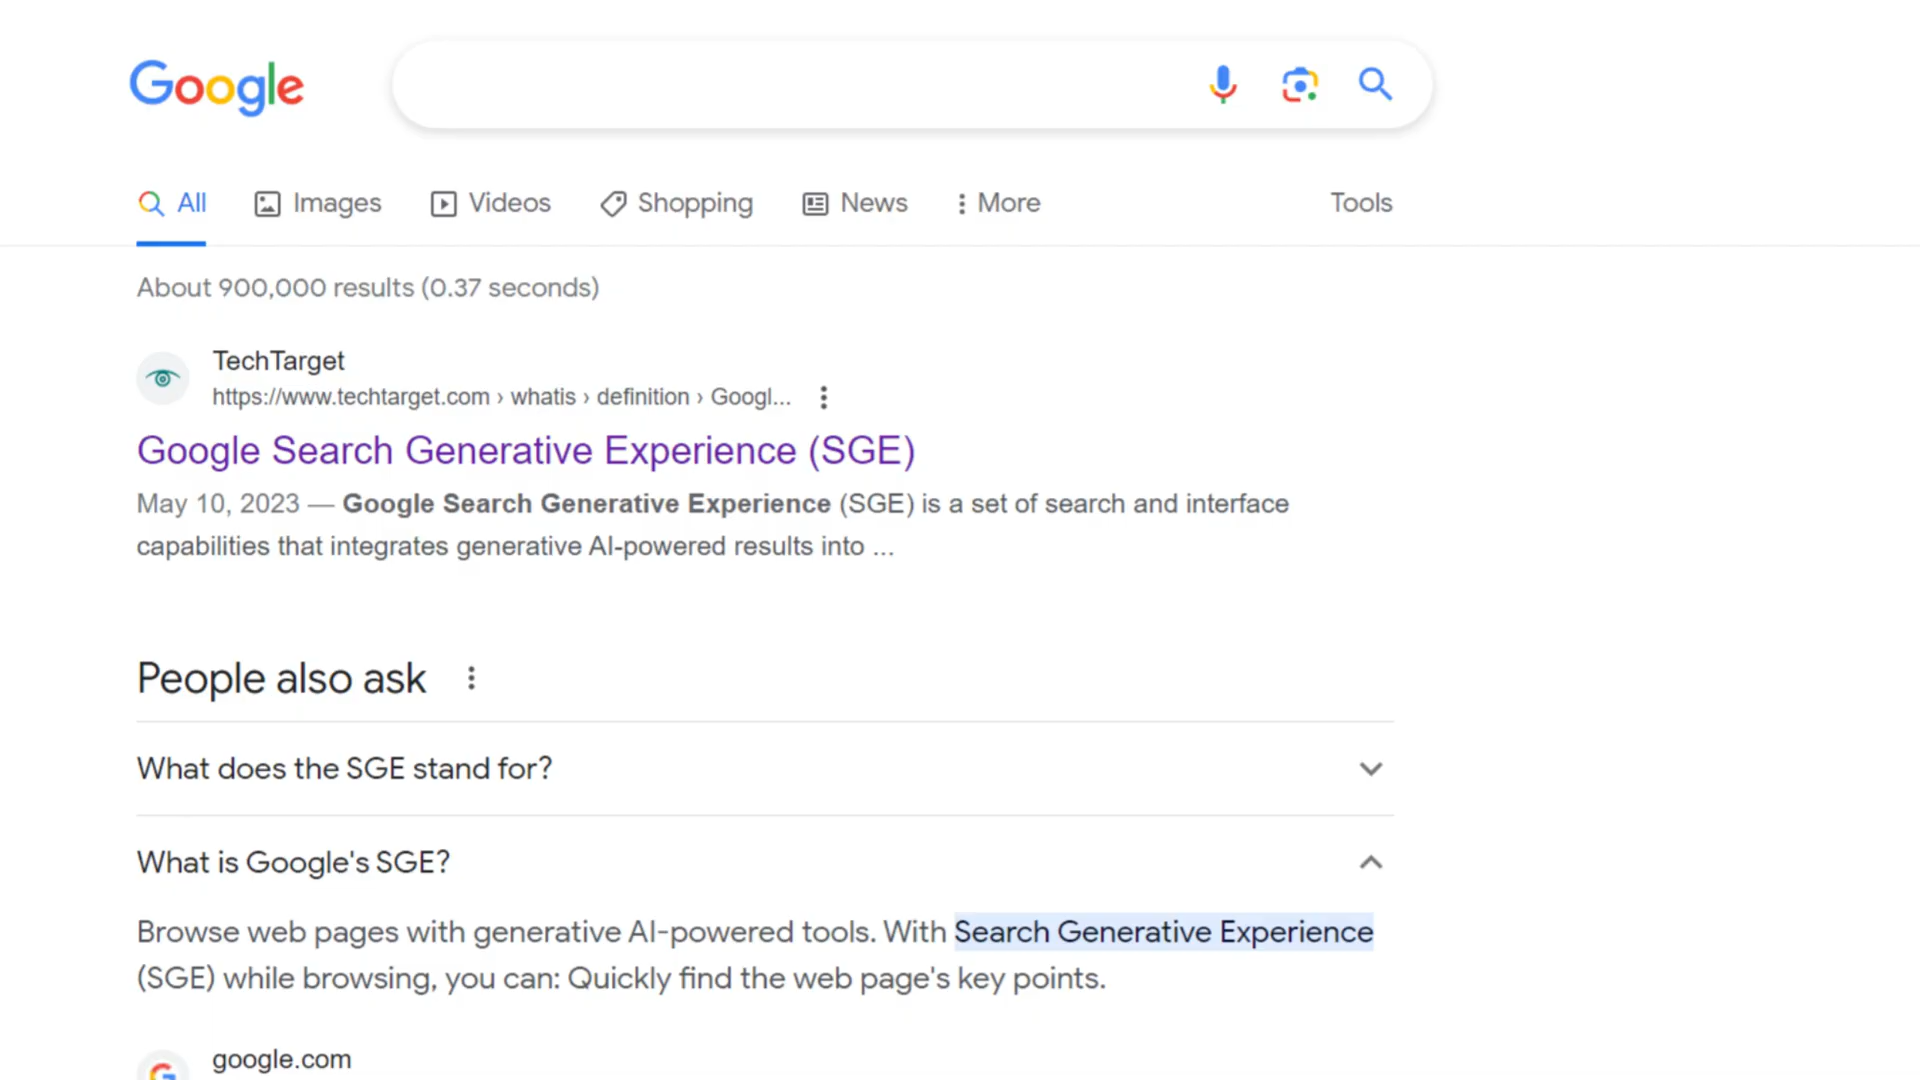 Google
All Images Videos Shopping News More Tools
About 900,000 results (0.37 seconds)
TechTarget
https://www.techtarget.com › whatis › definition › Googl...
Google Search Generative Experience (SGE)
May 10, 2023 — Google Search Generative Experience (SGE) is a set of search and interface
capabilities that integrates generative AI-powered results into ...
People also ask
What does the SGE stand for?
What is Google's SGE?
Browse web pages with generative AI-powered tools. With Search Generative Experience
(SGE) while browsing, you can: Quickly find the web page's key points.
google.com